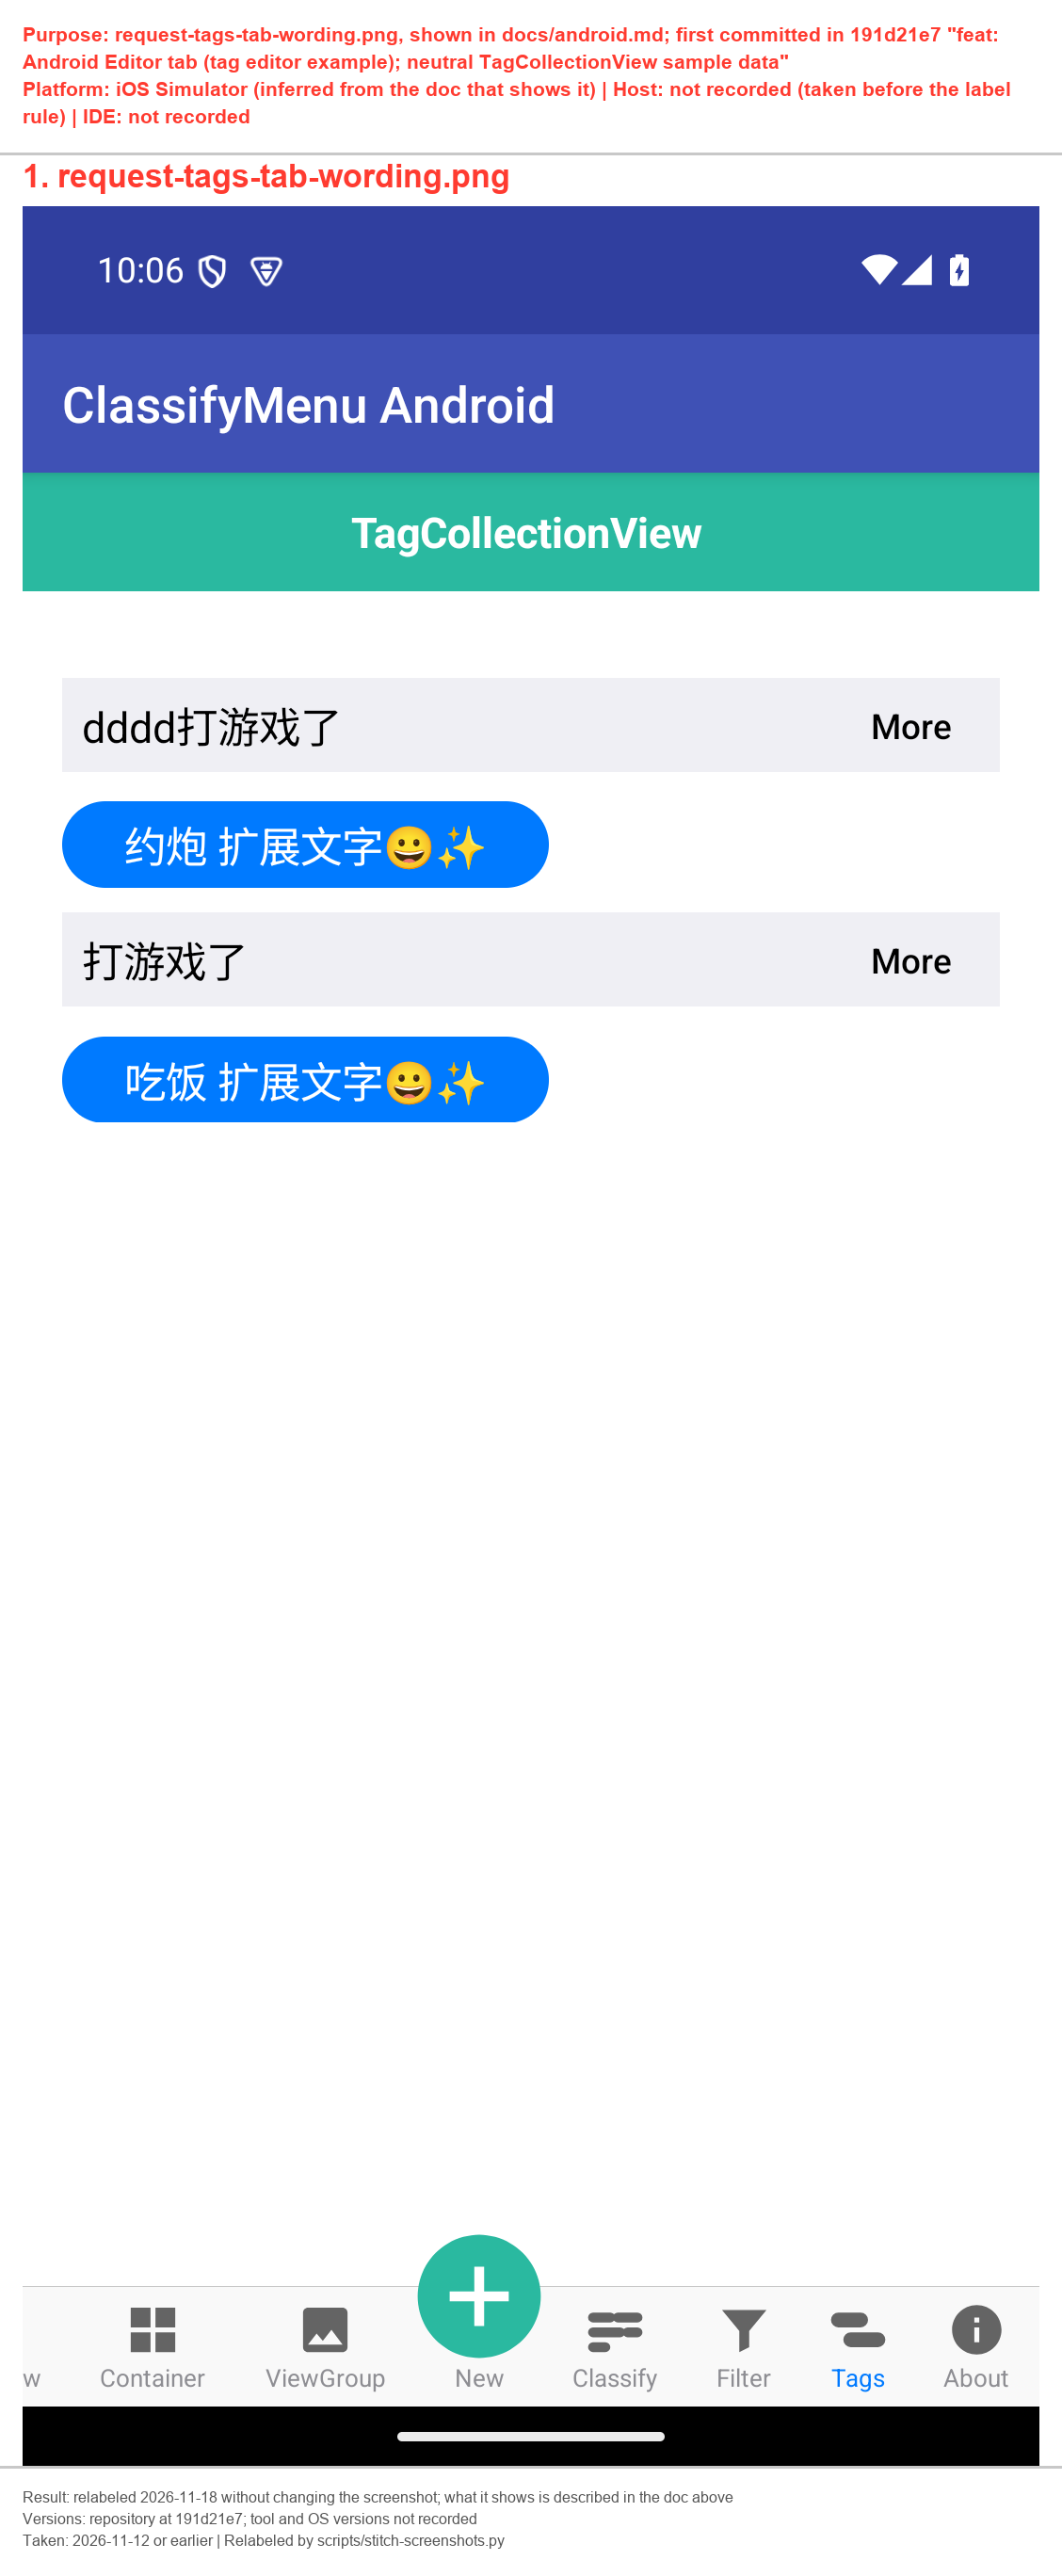 Purpose: request-tags-tab-wording.png, shown in docs/android.md; first committed in 191d21e7 "feat:
Android Editor tab (tag editor example); neutral TagCollectionView sample data"
Platform: iOS Simulator (inferred from the doc that shows it) | Host: not recorded (taken before the label
rule) | IDE: not recorded
1. request-tags-tab-wording.png
10:06
ClassifyMenu Android
TagCollectionView
dddd打游戏了 More
约炮 扩展文字😀✨
打游戏了 More
吃饭 扩展文字😀✨
w Container ViewGroup New Classify Filter Tags About
Result: relabeled 2026-11-18 without changing the screenshot; what it shows is described in the doc above
Versions: repository at 191d21e7; tool and OS versions not recorded
Taken: 2026-11-12 or earlier | Relabeled by scripts/stitch-screenshots.py